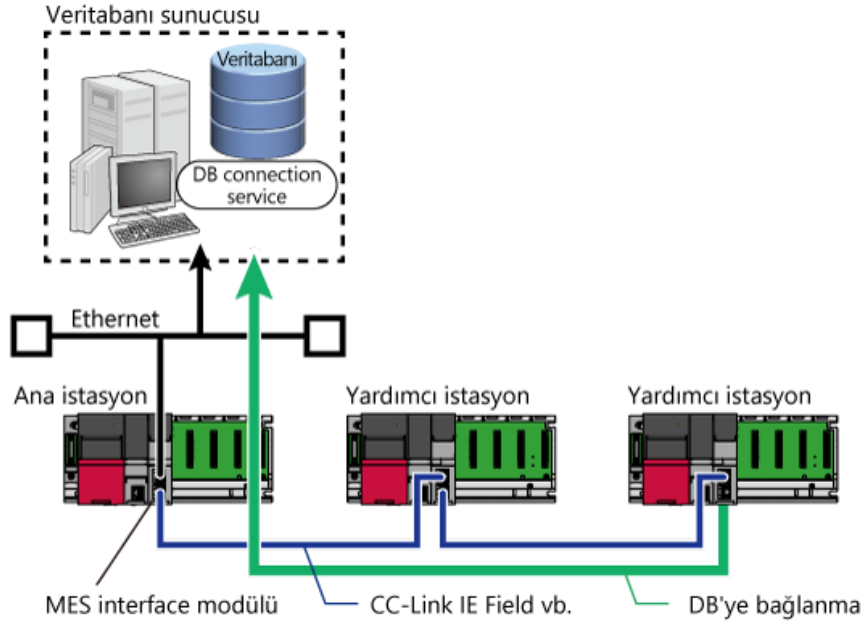 Veritabanı sunucusu
Veritabanı
DB connection
service
Ethernet
Ana istasyon
Yardımcı istasyon
Yardımcı istasyon
MES interface modülü
CC-Link IE Field vb.
DB'ye bağlanma